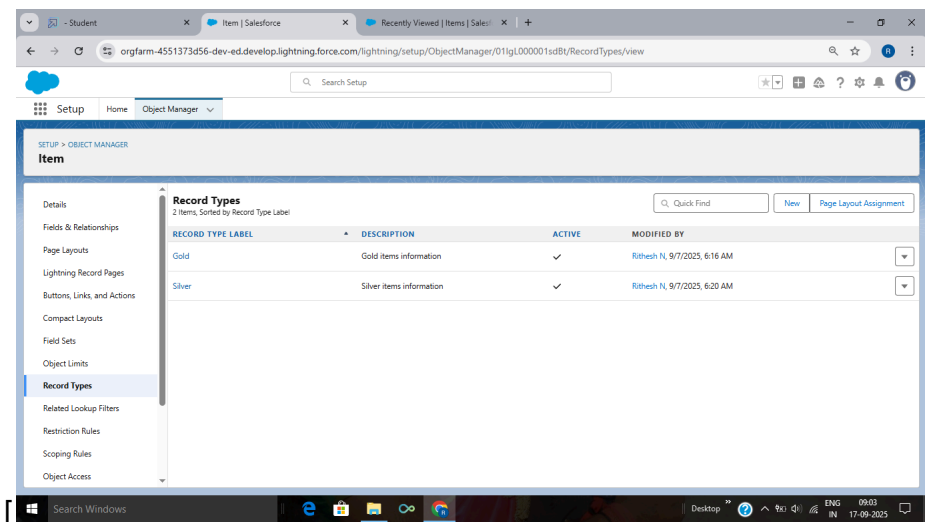 - Student
Item | Salesforce
Recently Viewed | Items | Salesf
orgfarm-4551373d56-dev-ed.develop.lightning.force.com/lightning/setup/ObjectManager/01IgL000001sdBt/RecordTypes/view
R
Search Setup
Setup Home Object Manager
SETUP > OBJECT MANAGER
Item
Details
Fields & Relationships
Page Layouts
Lightning Record Pages
Buttons, Links, and Actions
Compact Layouts
Field Sets
Object Limits
Record Types
Related Lookup Filters
Restriction Rules
Scoping Rules
Object Access
Record Types
2 Items, Sorted by Record Type Label
Quick Find New Page Layout Assignment
RECORD TYPE LABEL DESCRIPTION ACTIVE MODIFIED BY
Gold Gold items information Rithesh N, 9/7/2025, 6:16 AM
Silver Silver items information Rithesh N, 9/7/2025, 6:20 AM
[
Search Windows Desktop ENG 09:03
IN 17-09-2025